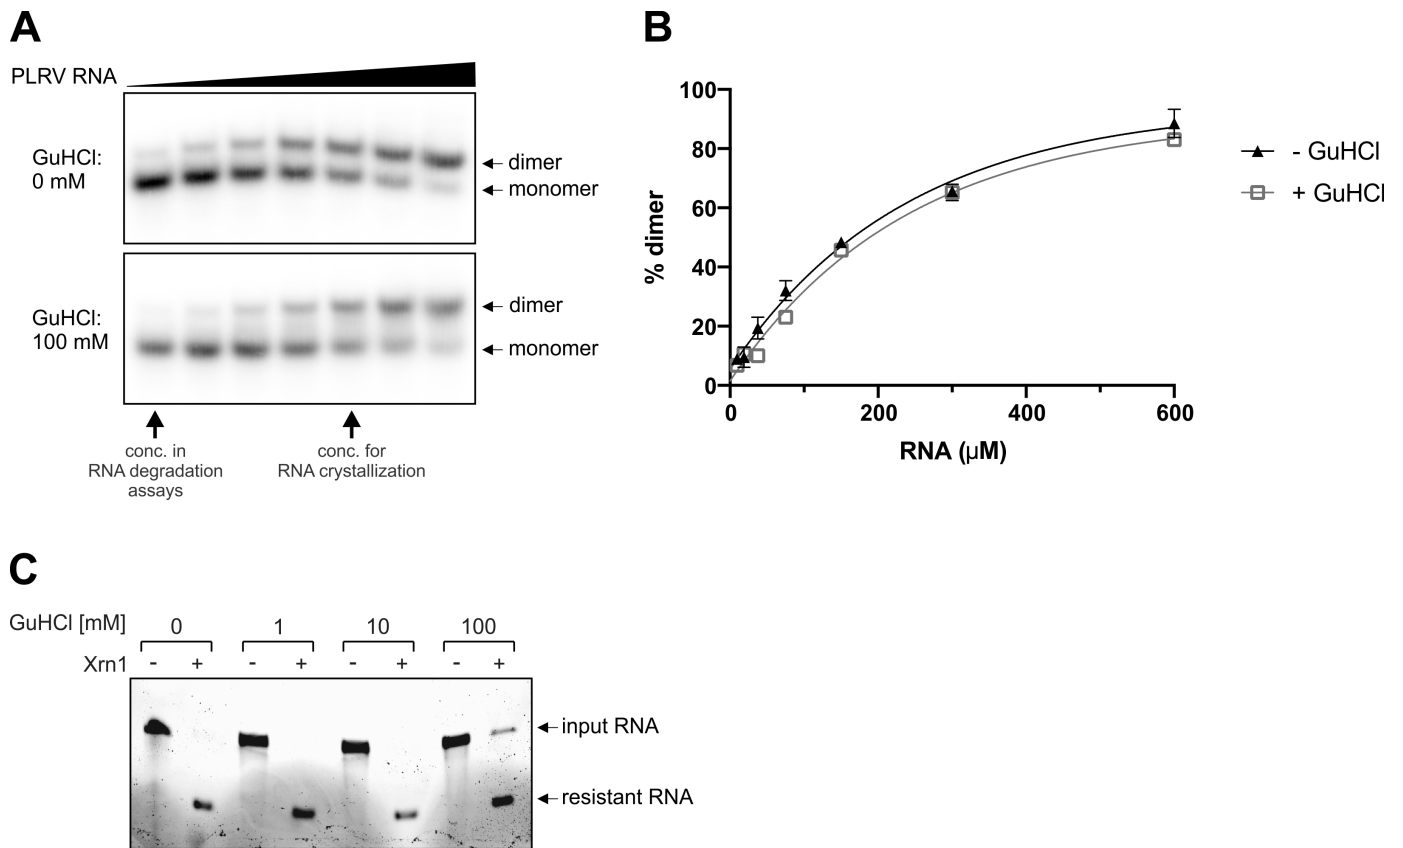 A
PLRV RNA
GuHCl:
0 mM
dimer
monomer
GuHCl:
100 mM
dimer
monomer
conc. in
RNA degradation
assays
conc. for
RNA crystallization
B
% dimer
100
80
60
40
20
0
0 200 400 600
RNA (µM)
- GuHCl
+ GuHCl
C
GuHCl [mM] 0 1 10 100
Xrn1 - + - + - + - +
input RNA
resistant RNA